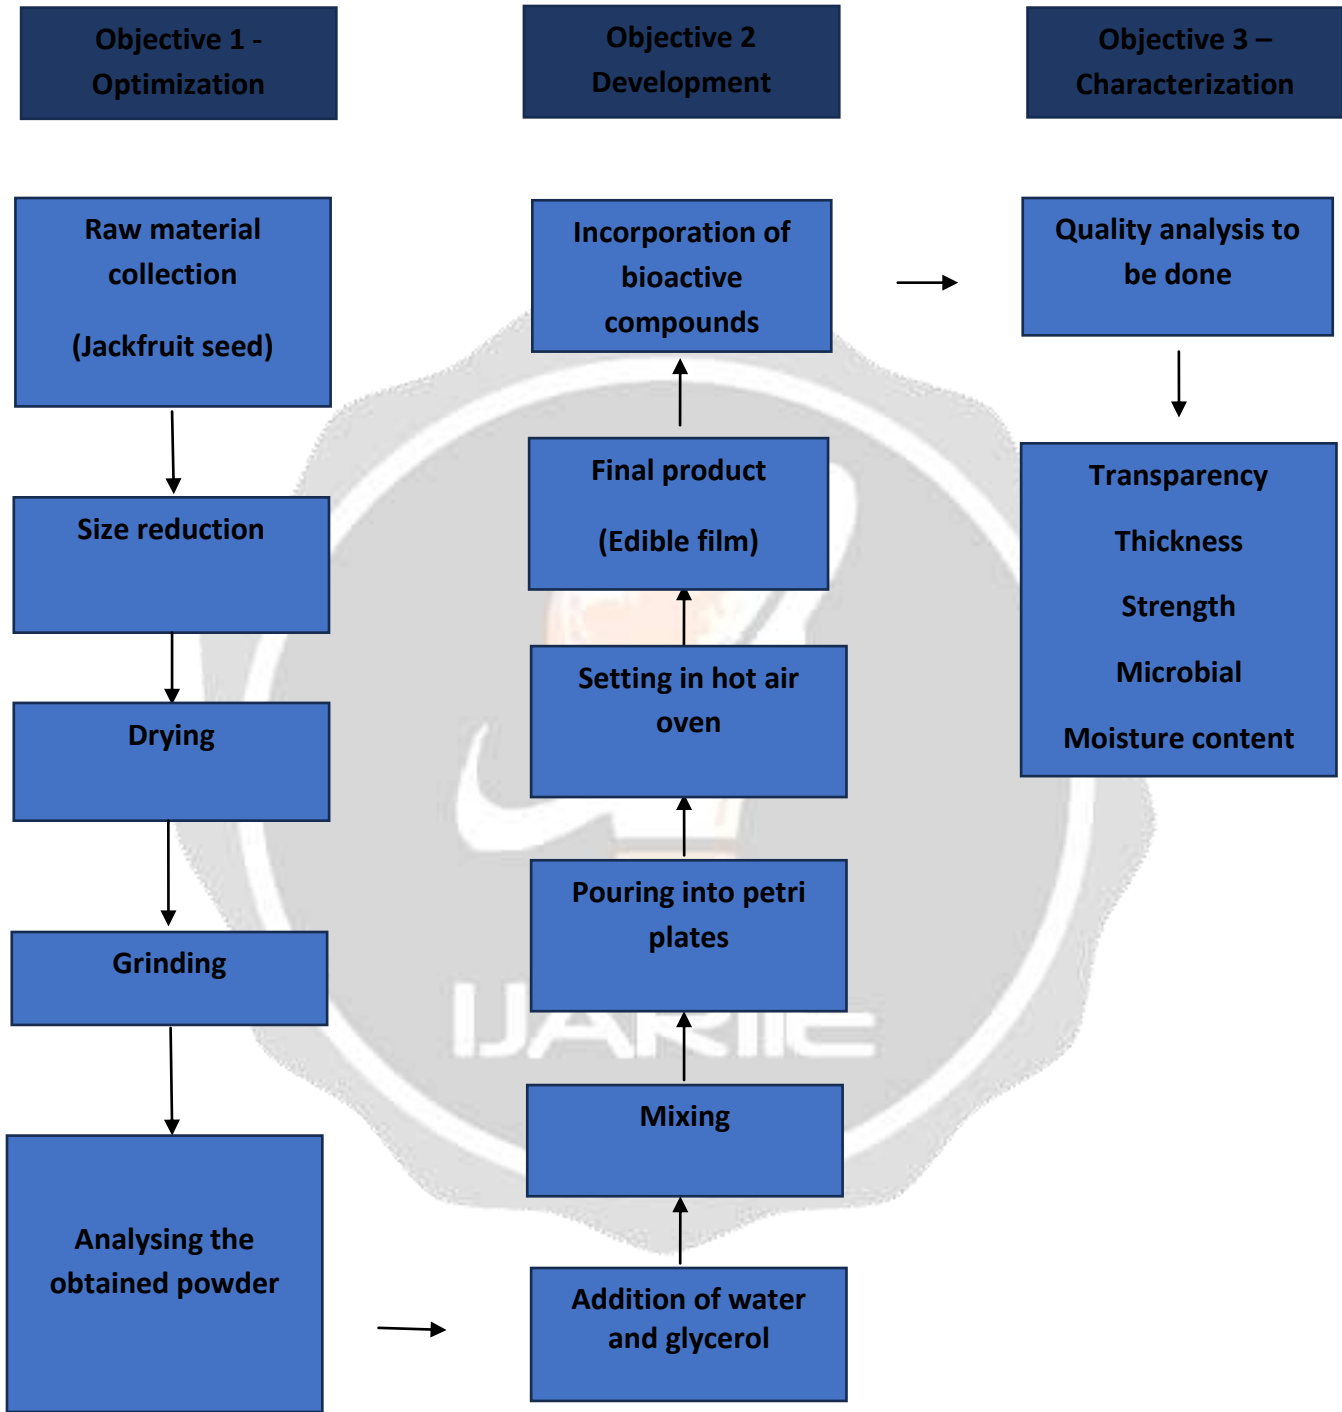 Objective 1 -
Optimization
Raw material
collection
(Jackfruit seed)
Size reduction
Drying
Grinding
Analysing the
obtained powder
Objective 2
Development
Incorporation of
bioactive
compounds
Final product
(Edible film)
Setting in hot air
oven
Pouring into petri
plates
Mixing
Addition of water
and glycerol
Objective 3 –
Characterization
Quality analysis to
be done
Transparency
Thickness
Strength
Microbial
Moisture content
IJARIIE